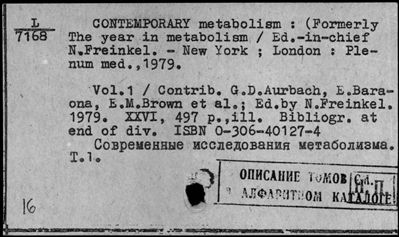 L
7168
CONTEMPORARY metabolism : (Formerly
The year in metabolism / Ed.-in-chief
N.Freinkel. - New York ; London : Ple-
num med.,1979.
Vol.1 / Contrib. G.D.Aurbach, E.Bara-
ona, E.M.Brown et al.; Ed.by N.Freinkel.
1979. XXVI, 497 p.,ill. Bibliogr. at
end of div. ISBN 0-306-40127-4
Современные исследования метаболизма.
Т.1.
ОПИСАНИЕ ТОМОВ СМ.
В АЛФАВИТНОМ КАТАЛОГЕ
16